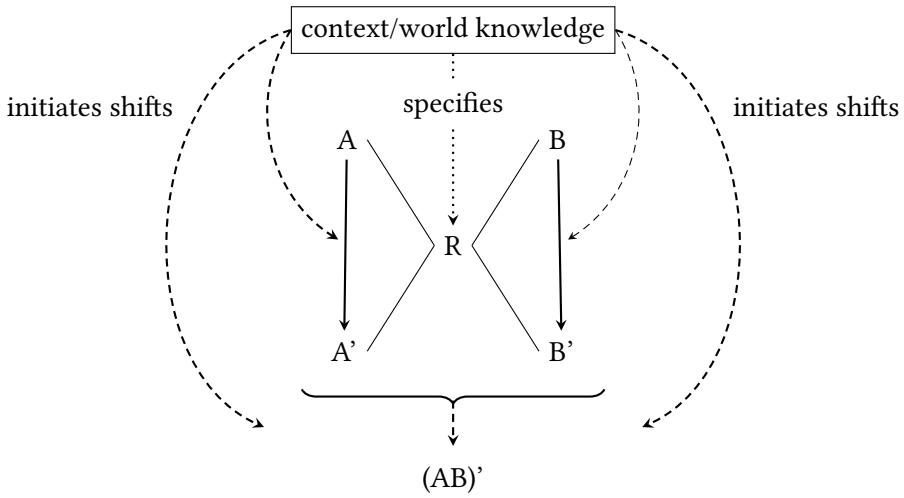 context/world knowledge
initiates shifts
specifies
initiates shifts
A
B
R
A’
B’
(AB)’